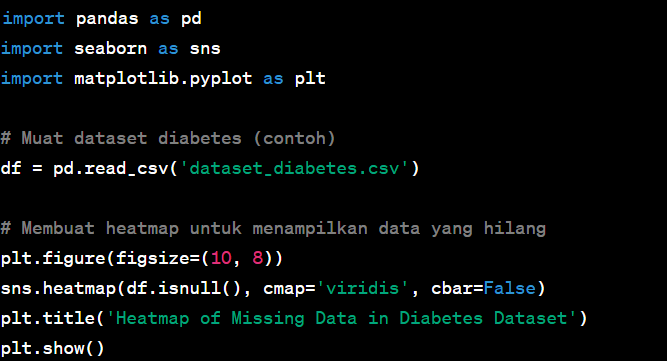 import pandas as pd
import seaborn as sns
import matplotlib.pyplot as plt

# Muat dataset diabetes (contoh)
df = pd.read_csv('dataset_diabetes.csv')

# Membuat heatmap untuk menampilkan data yang hilang
plt.figure(figsize=(10, 8))
sns.heatmap(df.isnull(), cmap='viridis', cbar=False)
plt.title('Heatmap of Missing Data in Diabetes Dataset')
plt.show()